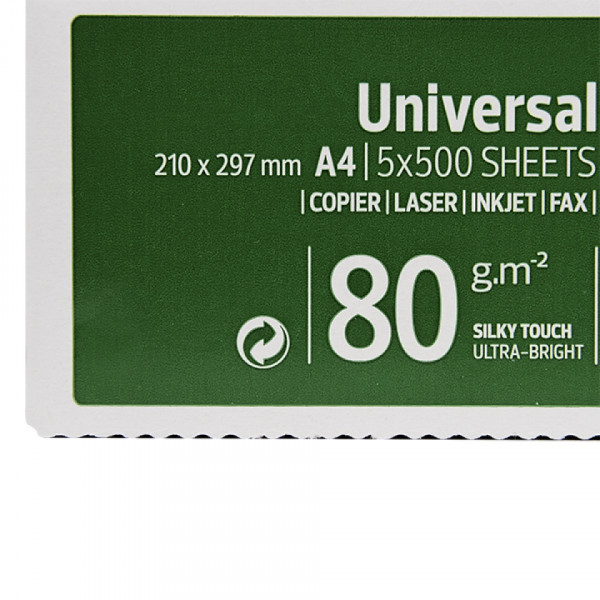 Universal
210 x 297 mm A4 | 5x500 SHEETS
| COPIER | LASER | INKJET | FAX |
80 g.m⁻²
SILKY TOUCH
ULTRA-BRIGHT